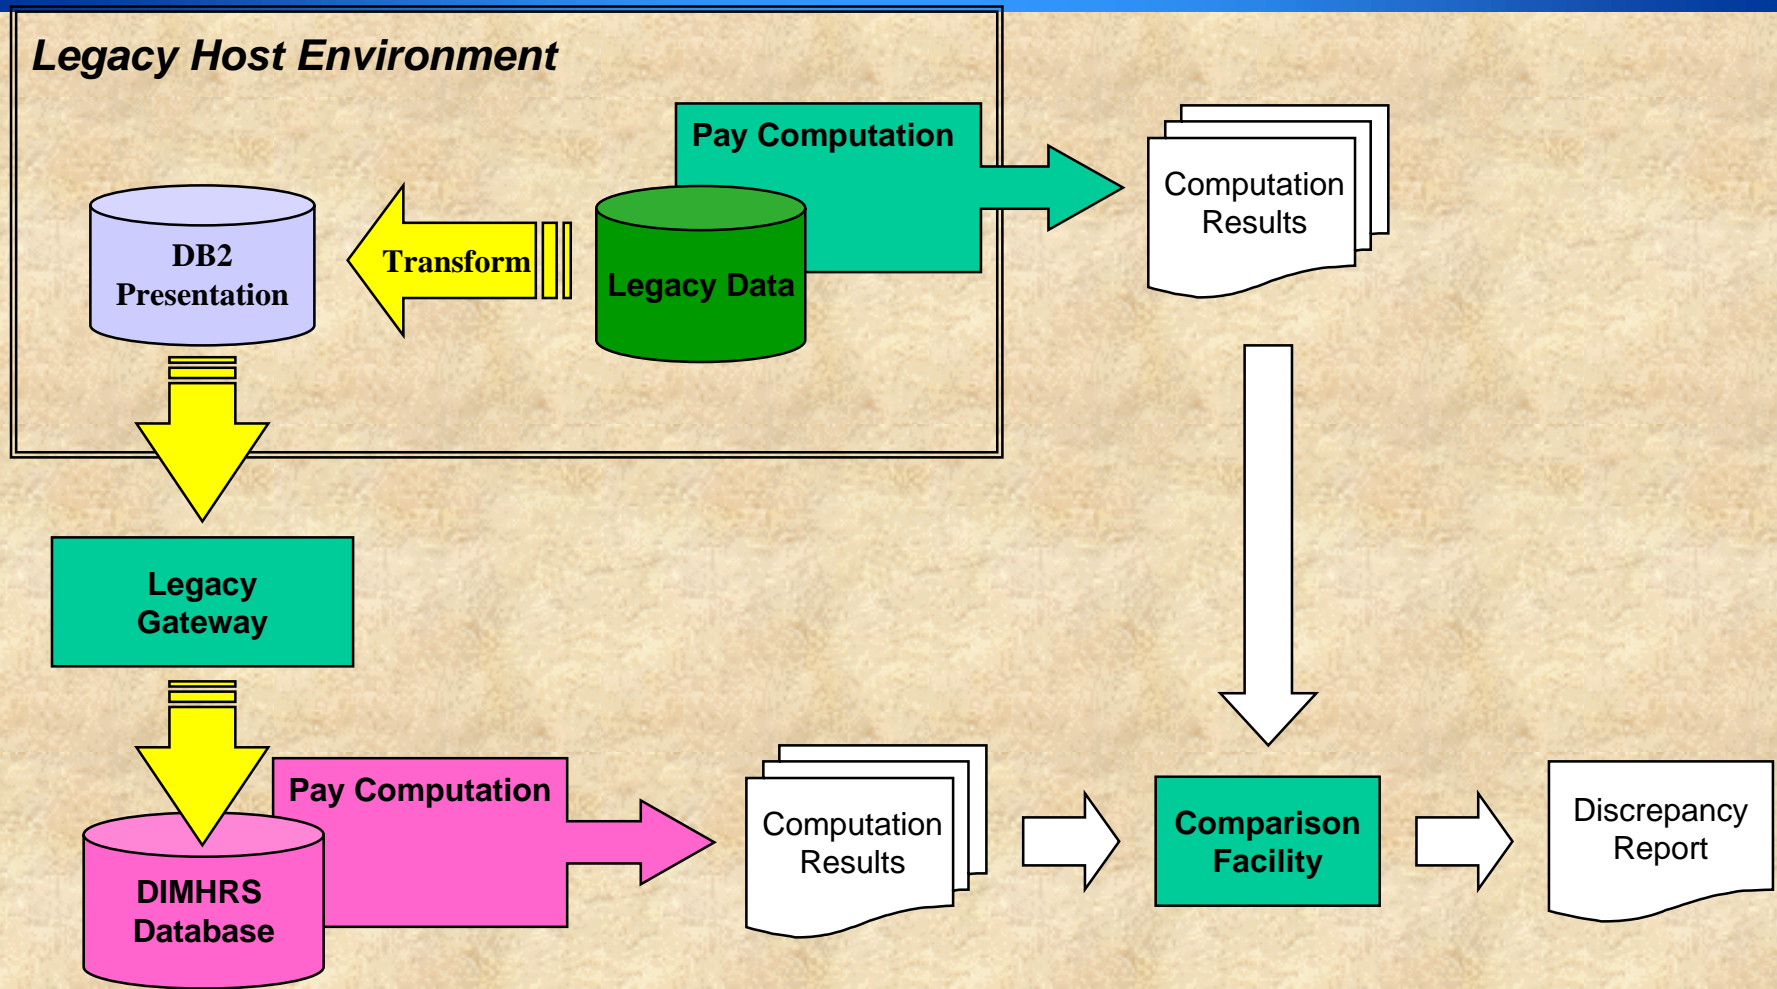 Legacy Host Environment
Pay Computation
Computation
Results
DB2
Presentation
Transform
Legacy Data
Legacy
Gateway
Pay Computation
DIMHRS
Database
Computation
Results
Comparison
Facility
Discrepancy
Report